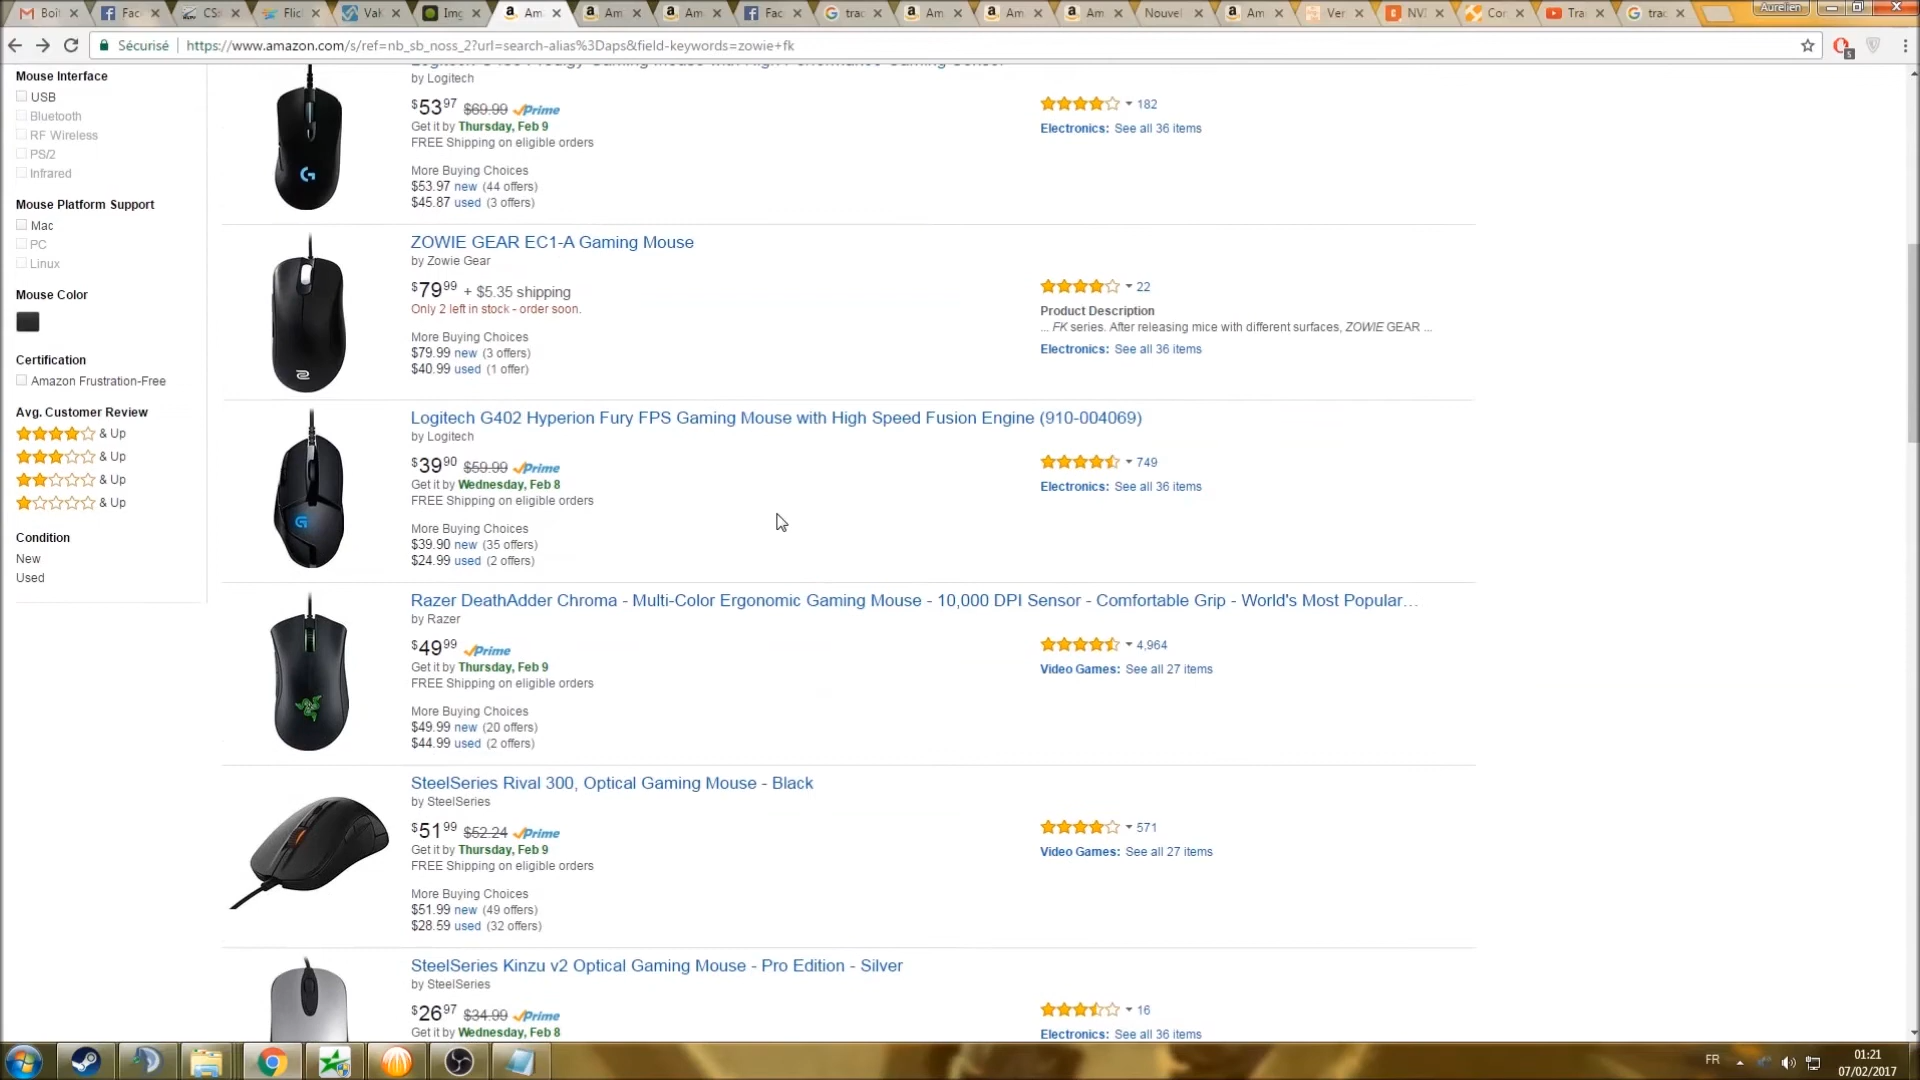 Boît Fac CS: Flic Val Img Am Am Am Fac trac Am Am Am Nouvel Am Ver NVI Cor Tra trac Aurelien
Sécurisé https://www.amazon.com/s/ref=nb_sb_noss_2?url=search-alias%3Daps&field-keywords=zowie+fk
Mouse Interface
USB
Bluetooth
RF Wireless
PS/2
Infrared
Mouse Platform Support
Mac
PC
Linux
Mouse Color
Certification
Amazon Frustration-Free
Avg. Customer Review
& Up
& Up
& Up
& Up
Condition
New
Used
Prodigy Gaming Mouse with High Performance Gaming Sensor
by Logitech
$53.97 $69.99 Prime
Get it by Thursday, Feb 9
FREE Shipping on eligible orders
More Buying Choices
$53.97 new (44 offers)
$45.87 used (3 offers)
182
Electronics: See all 36 items
ZOWIE GEAR EC1-A Gaming Mouse
by Zowie Gear
$79.99 + $5.35 shipping
Only 2 left in stock - order soon.
More Buying Choices
$79.99 new (3 offers)
$40.99 used (1 offer)
22
Product Description
... FK series. After releasing mice with different surfaces, ZOWIE GEAR ...
Electronics: See all 36 items
Logitech G402 Hyperion Fury FPS Gaming Mouse with High Speed Fusion Engine (910-004069)
by Logitech
$39.90 $59.99 Prime
Get it by Wednesday, Feb 8
FREE Shipping on eligible orders
More Buying Choices
$39.90 new (35 offers)
$24.99 used (2 offers)
749
Electronics: See all 36 items
Razer DeathAdder Chroma - Multi-Color Ergonomic Gaming Mouse - 10,000 DPI Sensor - Comfortable Grip - World's Most Popular…
by Razer
$49.99 Prime
Get it by Thursday, Feb 9
FREE Shipping on eligible orders
More Buying Choices
$49.99 new (20 offers)
$44.99 used (2 offers)
4,964
Video Games: See all 27 items
SteelSeries Rival 300, Optical Gaming Mouse - Black
by SteelSeries
$51.99 $52.24 Prime
Get it by Thursday, Feb 9
FREE Shipping on eligible orders
More Buying Choices
$51.99 new (49 offers)
$28.59 used (32 offers)
571
Video Games: See all 27 items
SteelSeries Kinzu v2 Optical Gaming Mouse - Pro Edition - Silver
by SteelSeries
$26.97 $34.99 Prime
Get it by Wednesday, Feb 8
16
Electronics: See all 36 items
FR
01:21
07/02/2017